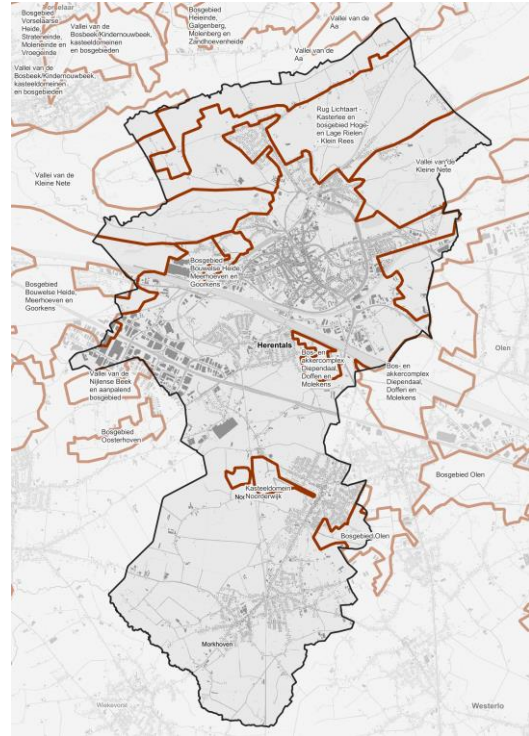 Vorselaar
Bosgebied
Vorselaarse
Heide,
Strateneinde,
Moleneinde en
Vroegeinde
Vallei van de
Bosbeek/Kindernouwbeek,
kasteeldomeinen
en bosgebieden
Bosgebied
Heieinde,
Galgenberg,
Molenberg en
Zandhoevenheide
Vallei van de
Aa
Vallei van de
Aa
Vallei van de
Bosbeek/Kindernouwbeek,
kasteeldomeinen
en bosgebieden
Rug Lichtaart -
Kasterlee en
bosgebied Hoge
en Lage Rielen
- Klein Rees
Vallei van de
Kleine Nete
Vallei van de
Kleine Nete
Bosgebied
Bouwelse Heide,
Meerhoeven en
Goorkens
Bosgebied
Bouwelse Heide,
Meerhoeven en
Goorkens
Herentals
Olen
Bos- en
akkercomplex
Diependaal,
Doffen en
Molekens
Bos- en
akkercomplex
Diependaal,
Doffen en
Molekens
Vallei van de
Nijlense Beek
en aanpalend
bosgebied
Bosgebied
Oosterhoven
Bosgebied Olen
Kasteeldomein
Noorderwijk
Bosgebied Olen
Morkhoven
Wiekevorst
Westerlo